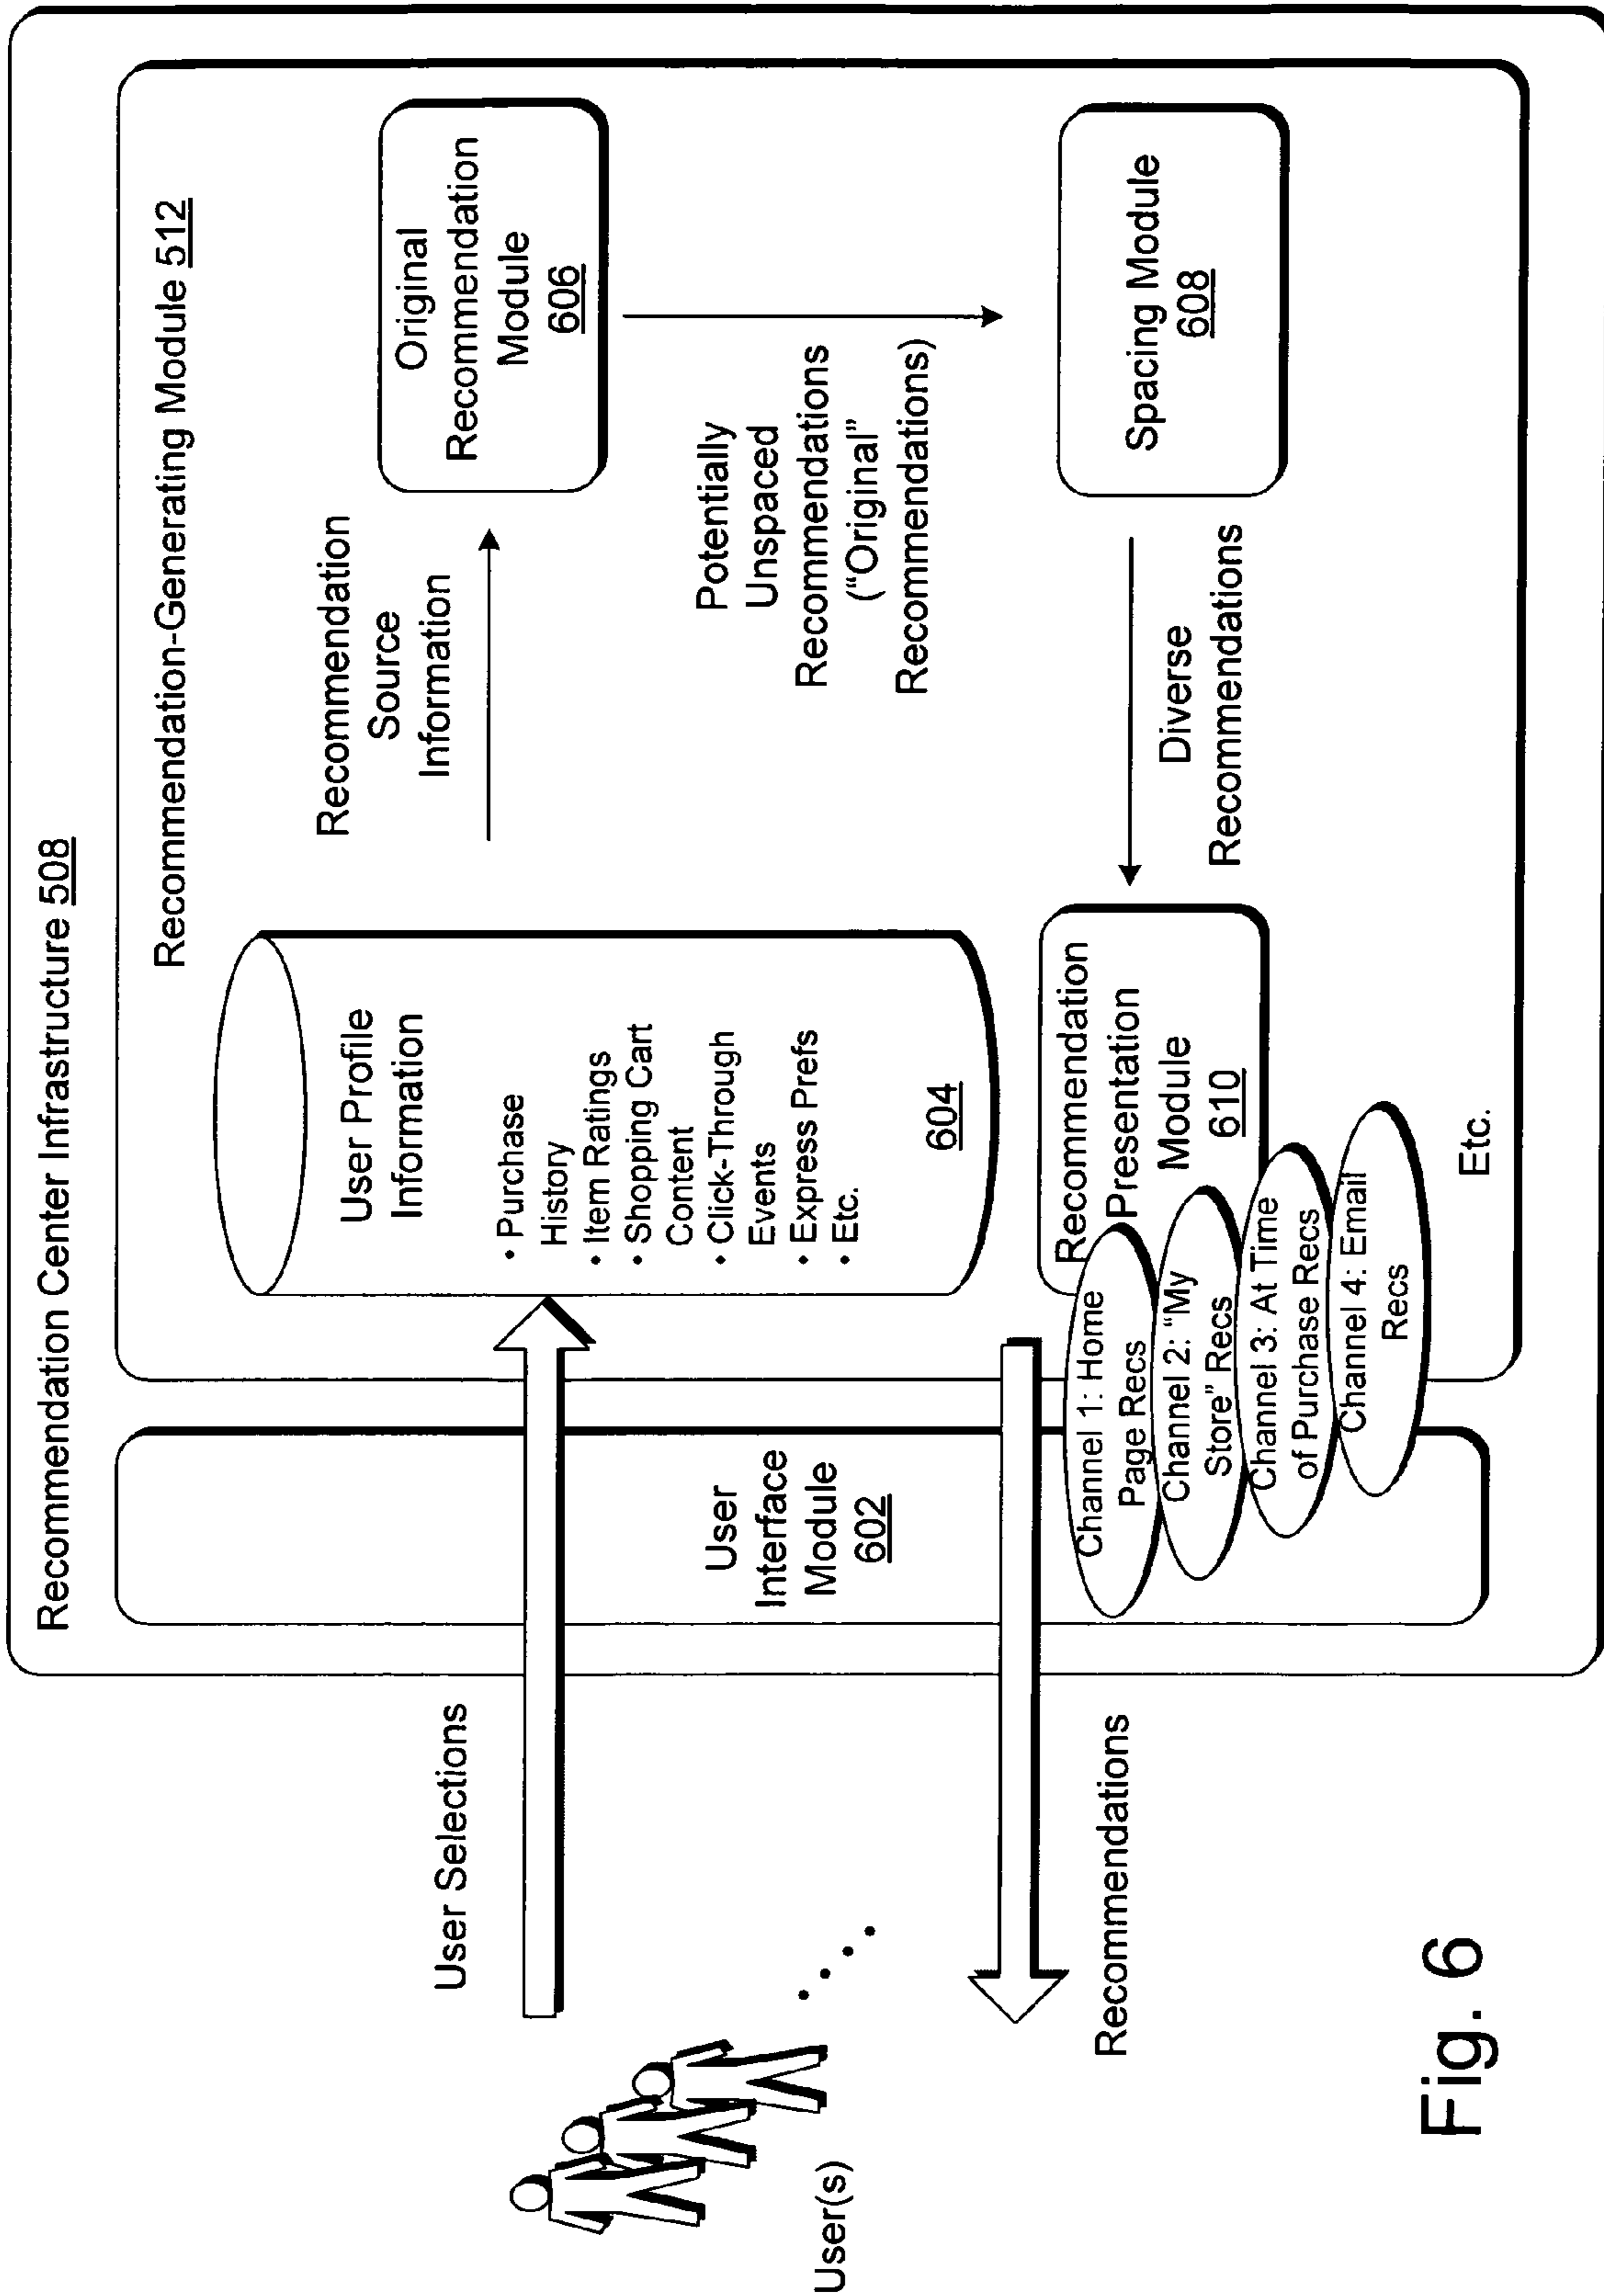 Recommendation Center Infrastructure 508
Recommendation-Generating Module 512
User Selections
User
Interface
Module
602
User Profile
Information
• Purchase
History
• Item Ratings
• Shopping Cart
Content
• Click-Through
Events
• Express Prefs
• Etc.
604
Recommendation
Source
Information
Original
Recommendation
Module
606
Potentially
Unspaced
Recommendations
(“Original”
Recommendations)
Spacing Module
608
Diverse
Recommendations
Recommendation
Presentation
Module
610
Channel 1: Home
Page Recs
Channel 2: “My
Store” Recs
Channel 3: At Time
of Purchase Recs
Channel 4: Email
Recs
Etc.
Recommendations
User(s)
Fig. 6